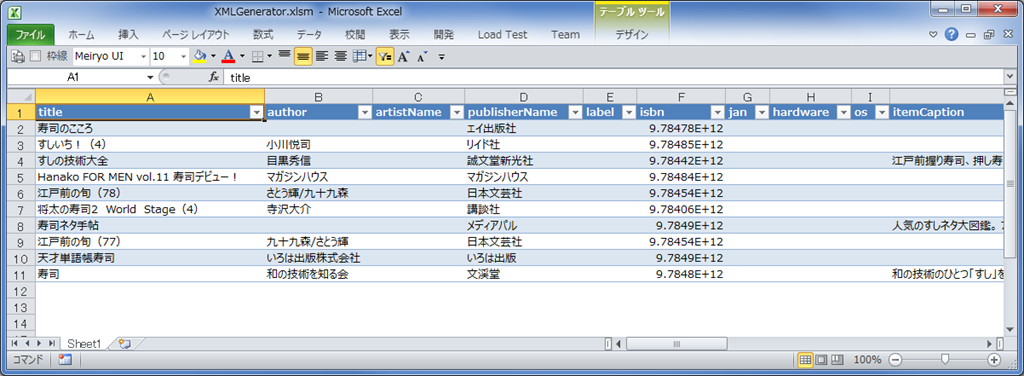 XMLGenerator.xlsm - Microsoft Excel テーブル ツール
ファイル ホーム 挿入 ページ レイアウト 数式 データ 校閲 表示 開発 Load Test Team デザイン
枠線 Meiryo UI 10
A1 fx title
A B C D E F G H I
1 title author artistName publisherName label isbn jan hardware os itemCaption
2 寿司のこころ エイ出版社 9.78478E+12
3 すしいち！（4） 小川悦司 リイド社 9.78485E+12
4 すしの技術大全 目黒秀信 誠文堂新光社 9.78442E+12 江戸前握り寿司、押し寿
5 Hanako FOR MEN vol.11 寿司デビュー！ マガジンハウス マガジンハウス 9.78484E+12
6 江戸前の旬（78） さとう輝/九十九森 日本文芸社 9.78454E+12
7 将太の寿司2 World Stage（4） 寺沢大介 講談社 9.78406E+12
8 寿司ネタ手帖 メディアパル 9.7849E+12 人気のすしネタ大図鑑。
9 江戸前の旬（77） 九十九森/さとう輝 日本文芸社 9.78454E+12
10 天才単語帳寿司 いろは出版株式会社 いろは出版 9.7849E+12
11 寿司 和の技術を知る会 文溪堂 9.7848E+12 和の技術のひとつ「すし」を
12
13
14
Sheet1
コマンド 100%